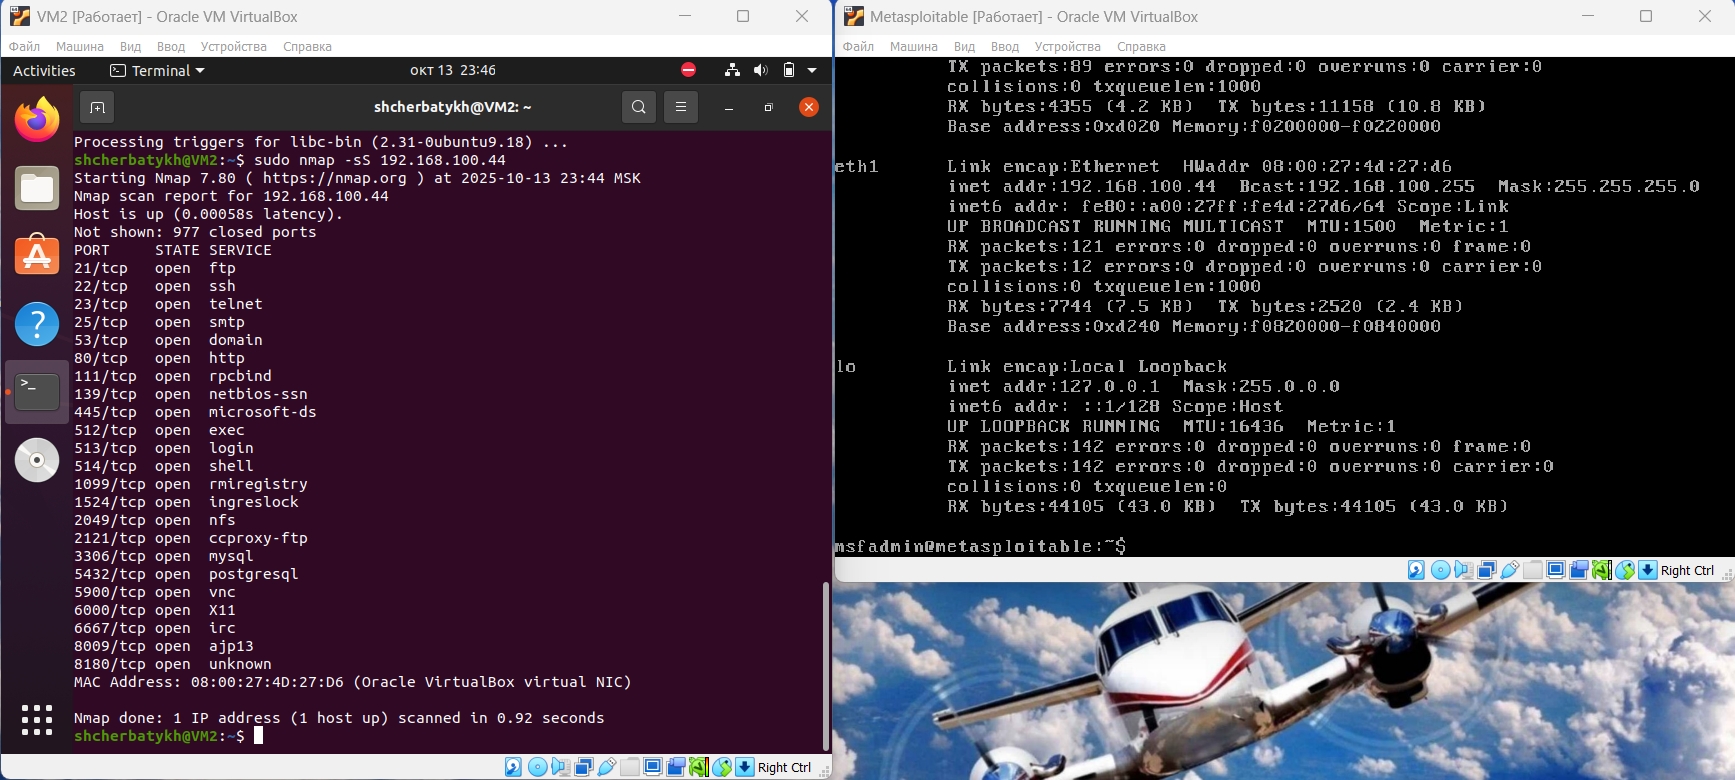 VM2 [Работает] - Oracle VM VirtualBox
Файл Машина Вид Ввод Устройства Справка
Activities Terminal окт 13 23:46
shcherbatykh@VM2: ~
Processing triggers for libc-bin (2.31-0ubuntu9.18) ...
shcherbatykh@VM2:~$ sudo nmap -sS 192.168.100.44
Starting Nmap 7.80 ( https://nmap.org ) at 2025-10-13 23:44 MSK
Nmap scan report for 192.168.100.44
Host is up (0.00058s latency).
Not shown: 977 closed ports
PORT STATE SERVICE
21/tcp open ftp
22/tcp open ssh
23/tcp open telnet
25/tcp open smtp
53/tcp open domain
80/tcp open http
111/tcp open rpcbind
139/tcp open netbios-ssn
445/tcp open microsoft-ds
512/tcp open exec
513/tcp open login
514/tcp open shell
1099/tcp open rmiregistry
1524/tcp open ingreslock
2049/tcp open nfs
2121/tcp open ccproxy-ftp
3306/tcp open mysql
5432/tcp open postgresql
5900/tcp open vnc
6000/tcp open X11
6667/tcp open irc
8009/tcp open ajp13
8180/tcp open unknown
MAC Address: 08:00:27:4D:27:D6 (Oracle VirtualBox virtual NIC)
Nmap done: 1 IP address (1 host up) scanned in 0.92 seconds
shcherbatykh@VM2:~$
Right Ctrl
Metasploitable [Работает] - Oracle VM VirtualBox
Файл Машина Вид Ввод Устройства Справка
TX packets:89 errors:0 dropped:0 overruns:0 carrier:0
collisions:0 txqueuelen:1000
RX bytes:4355 (4.2 KB) TX bytes:11158 (10.8 KB)
Base address:0xd020 Memory:f0200000-f0220000
eth1 Link encap:Ethernet HWaddr 08:00:27:4d:27:d6
inet addr:192.168.100.44 Bcast:192.168.100.255 Mask:255.255.255.0
inet6 addr: fe80::a00:27ff:fe4d:27d6/64 Scope:Link
UP BROADCAST RUNNING MULTICAST MTU:1500 Metric:1
RX packets:121 errors:0 dropped:0 overruns:0 frame:0
TX packets:12 errors:0 dropped:0 overruns:0 carrier:0
collisions:0 txqueuelen:1000
RX bytes:7744 (7.5 KB) TX bytes:2520 (2.4 KB)
Base address:0xd240 Memory:f0820000-f0840000
lo Link encap:Local Loopback
inet addr:127.0.0.1 Mask:255.0.0.0
inet6 addr: ::1/128 Scope:Host
UP LOOPBACK RUNNING MTU:16436 Metric:1
RX packets:142 errors:0 dropped:0 overruns:0 frame:0
TX packets:142 errors:0 dropped:0 overruns:0 carrier:0
collisions:0 txqueuelen:0
RX bytes:44105 (43.0 KB) TX bytes:44105 (43.0 KB)
msfadmin@metasploitable:~$
Right Ctrl